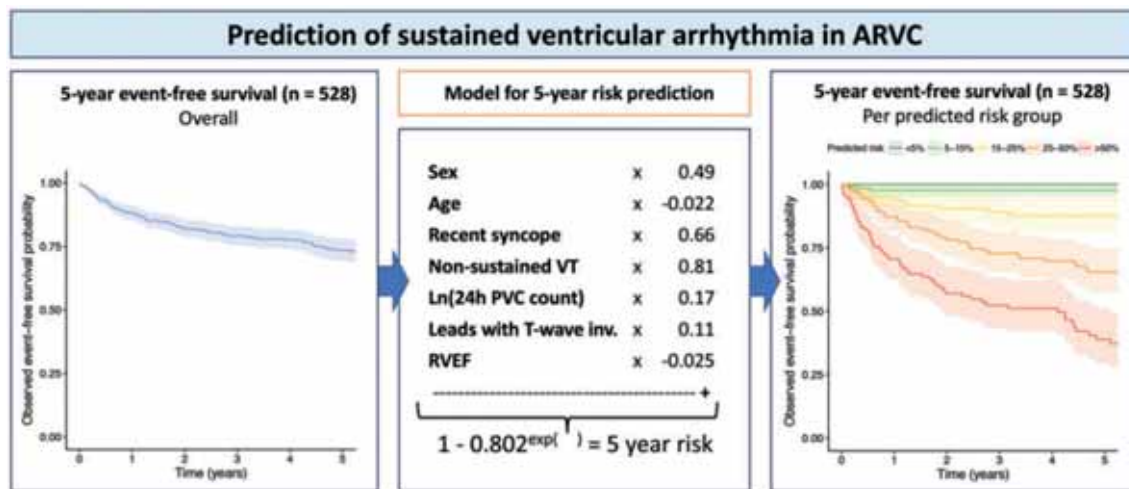 Prediction of sustained ventricular arrhythmia in ARVC
5-year event-free survival (n = 528)
Overall
Observed event-free survival probability
1.00
0.75
0.50
0.25
0.00
0 1 2 3 4 5
Time (years)
Model for 5-year risk prediction
Sex x 0.49
Age x -0.022
Recent syncope x 0.66
Non-sustained VT x 0.81
Ln(24h PVC count) x 0.17
Leads with T-wave inv. x 0.11
RVEF x -0.025
+
1 - 0.802^exp( ) = 5 year risk
5-year event-free survival (n = 528)
Per predicted risk group
Predicted risk <5% 5-15% 15-25% 25-50% >50%
Observed event-free survival probability
1.00
0.75
0.50
0.25
0.00
0 1 2 3 4 5
Time (years)